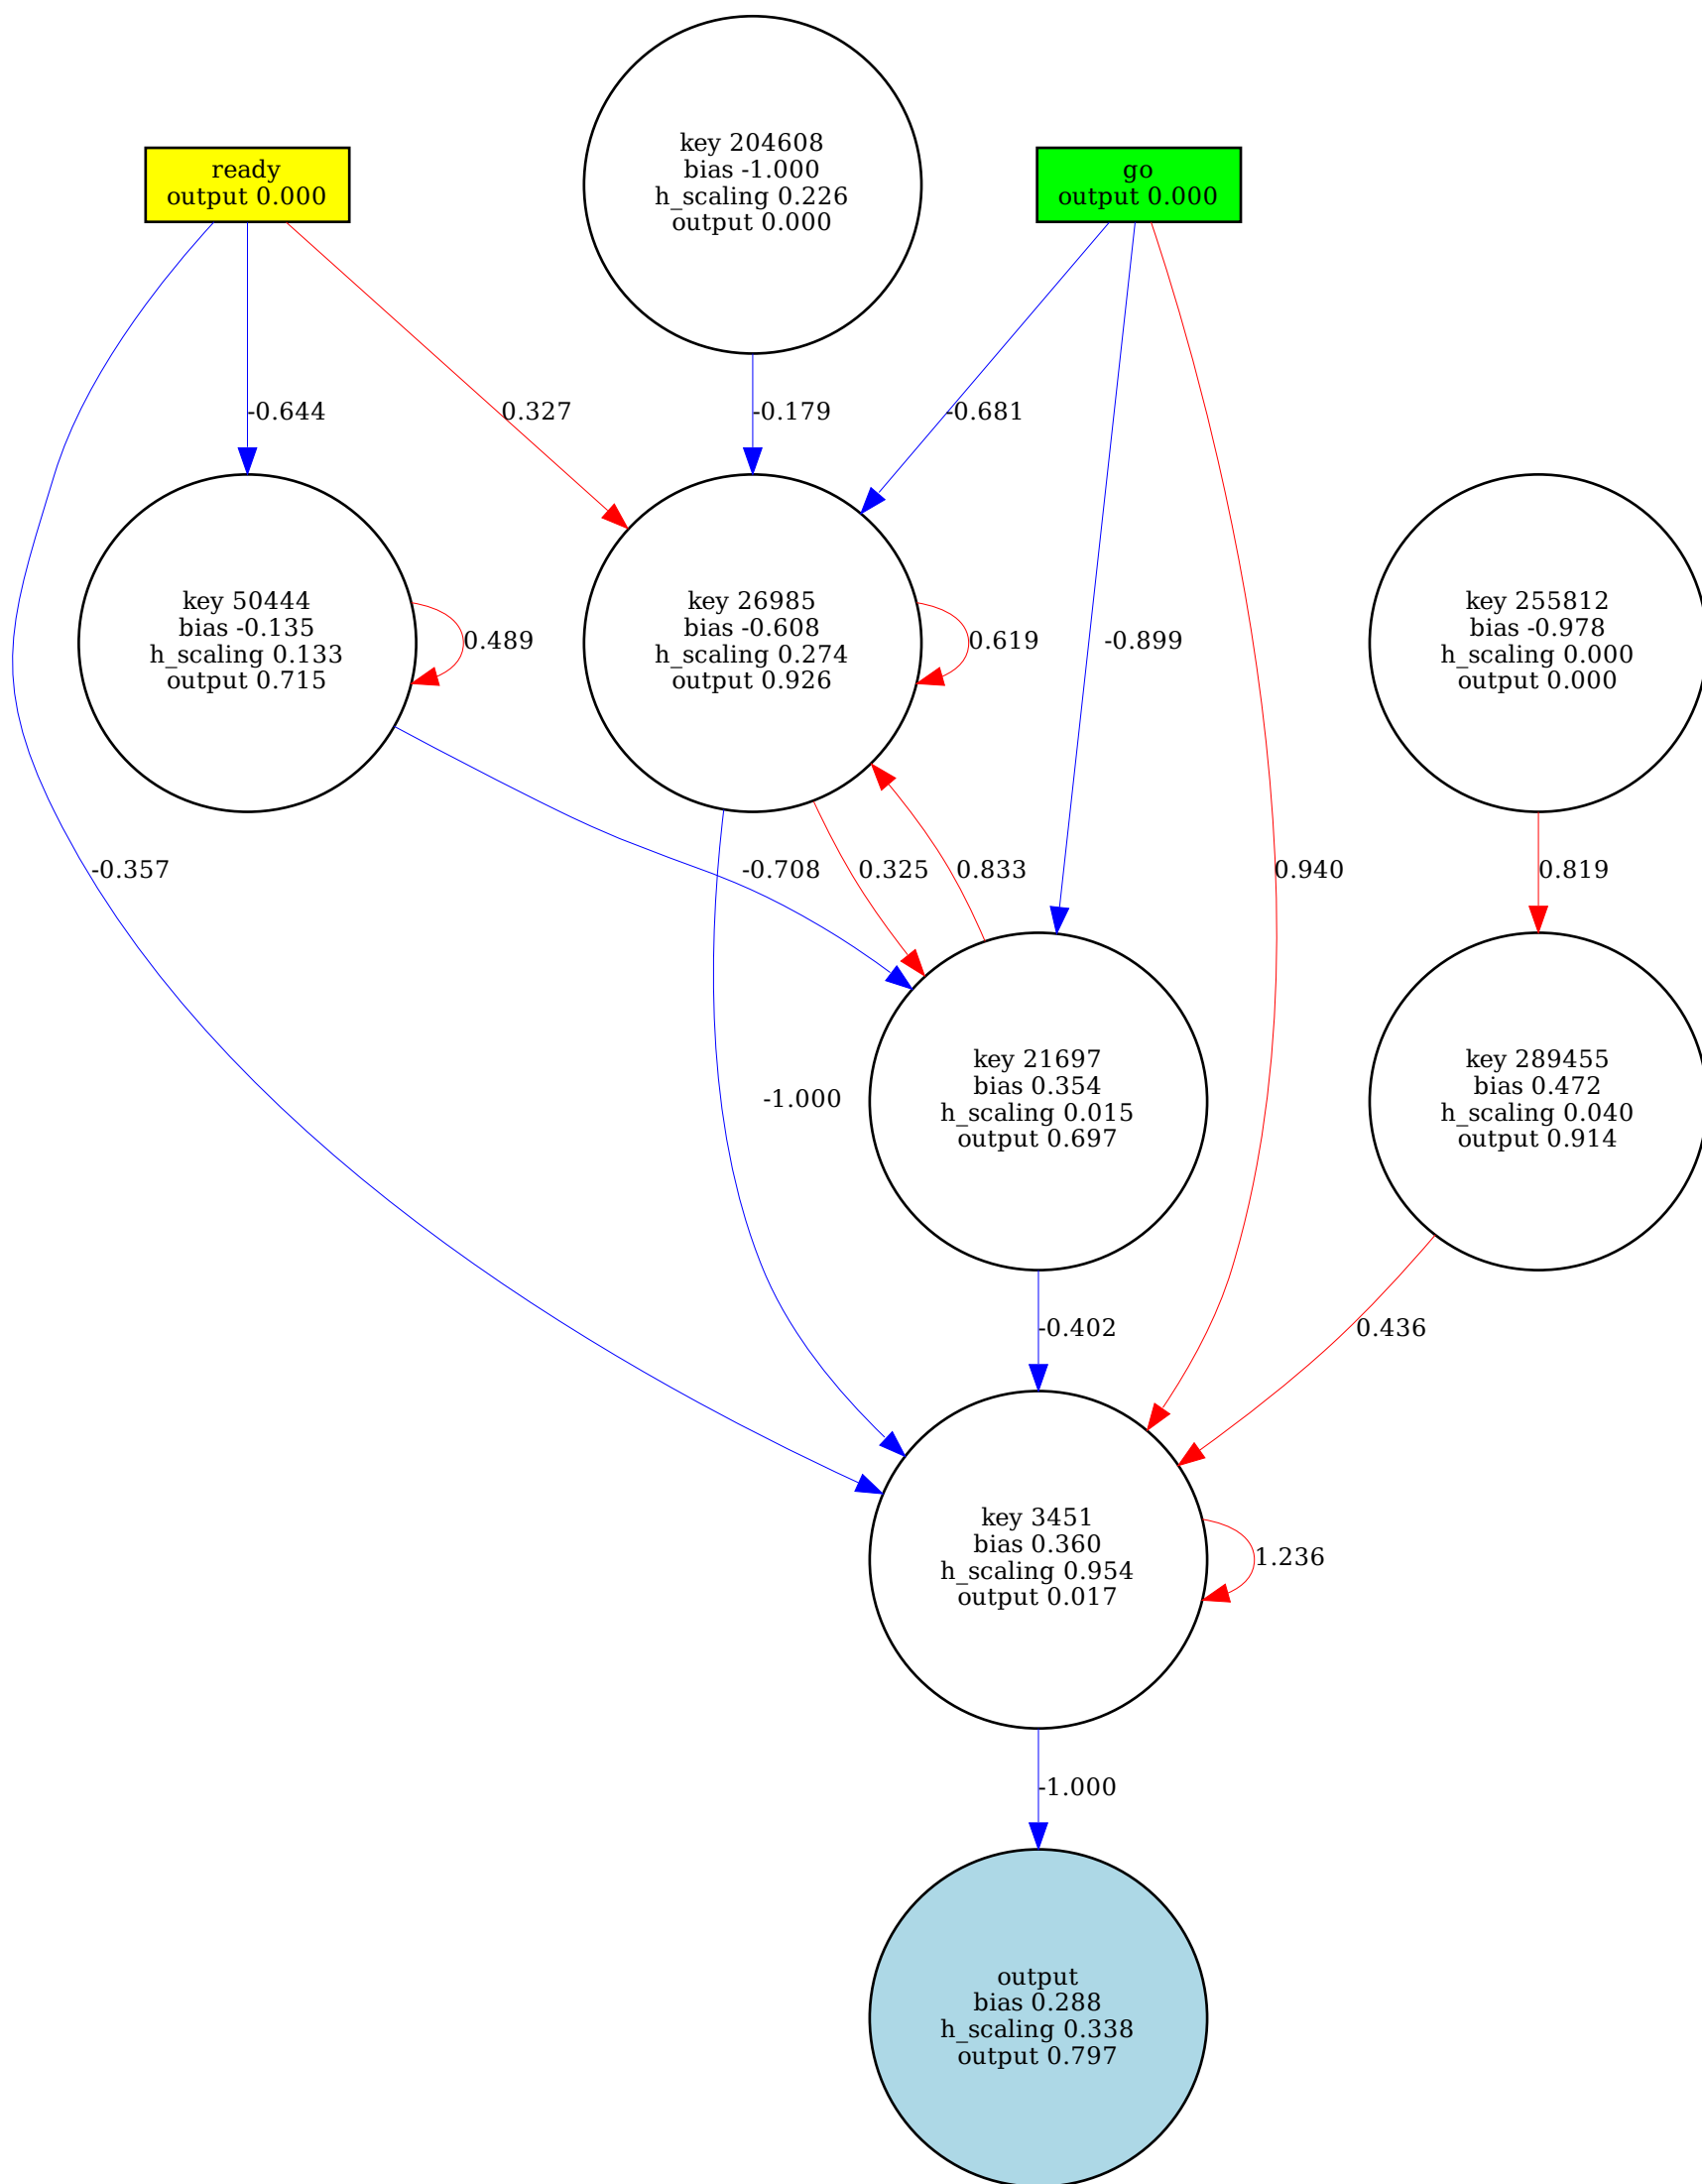 key 204608
bias -1.000
h_scaling 0.226
output 0.000
ready
output 0.000
go
output 0.000
-0.644
0.327
-0.179
-0.681
key 50444
bias -0.135
h_scaling 0.133
output 0.715
0.489
key 26985
bias -0.608
h_scaling 0.274
output 0.926
0.619
-0.899
key 255812
bias -0.978
h_scaling 0.000
output 0.000
-0.357
-0.708
0.325
0.833
0.940
0.819
-1.000
key 21697
bias 0.354
h_scaling 0.015
output 0.697
key 289455
bias 0.472
h_scaling 0.040
output 0.914
-0.402
0.436
key 3451
bias 0.360
h_scaling 0.954
output 0.017
1.236
-1.000
output
bias 0.288
h_scaling 0.338
output 0.797